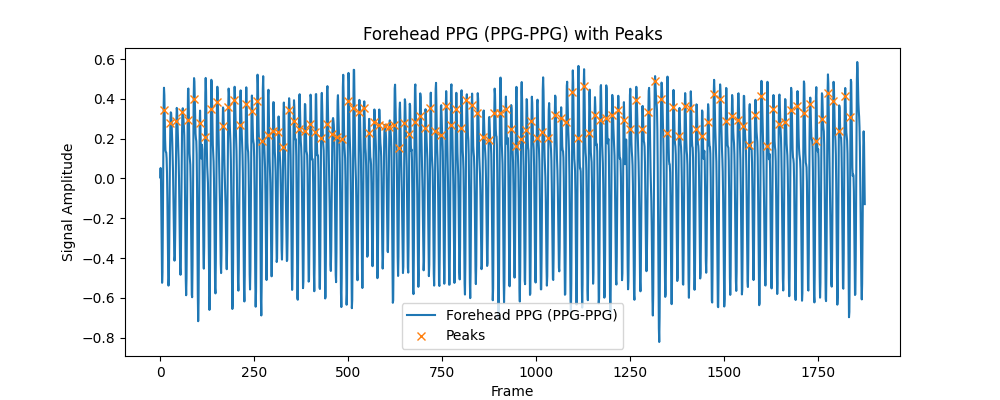 Forehead PPG (PPG-PPG) with Peaks
0.6
0.4
0.2
0.0
−0.2
−0.4
−0.6
−0.8
Signal Amplitude
Forehead PPG (PPG-PPG)
Peaks
0 250 500 750 1000 1250 1500 1750
Frame